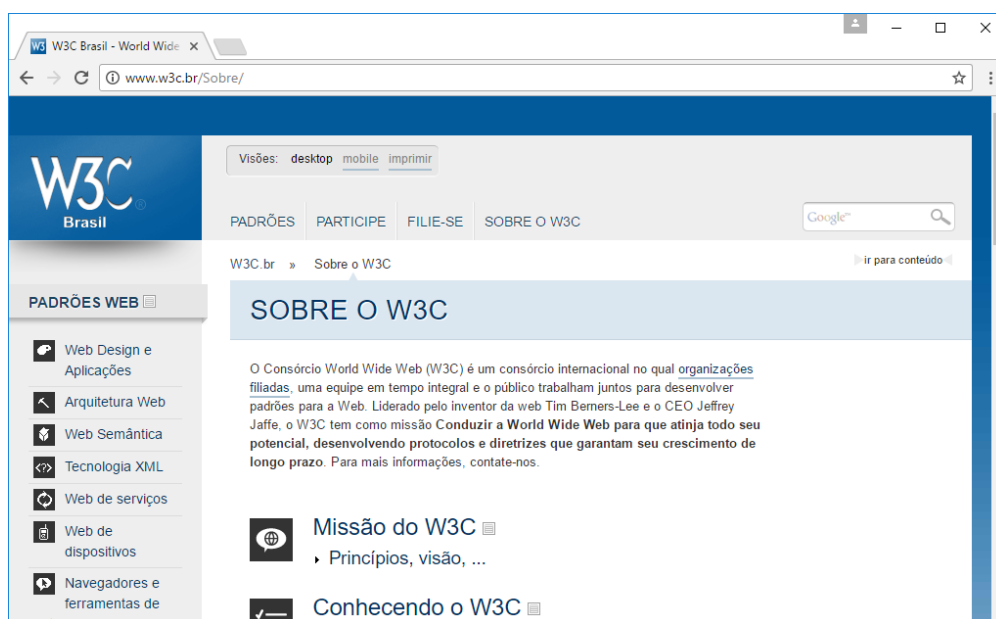 W3C Brasil - World Wide
www.w3c.br/Sobre/
W3C
Brasil
Visões: desktop mobile imprimir
PADRÕES PARTICIPE FILIE-SE SOBRE O W3C
Google™
W3C.br » Sobre o W3C
ir para conteúdo
PADRÕES WEB
Web Design e
Aplicações
Arquitetura Web
Web Semântica
Tecnologia XML
Web de serviços
Web de
dispositivos
Navegadores e
ferramentas de
SOBRE O W3C
O Consórcio World Wide Web (W3C) é um consórcio internacional no qual organizações
filiadas, uma equipe em tempo integral e o público trabalham juntos para desenvolver
padrões para a Web. Liderado pelo inventor da web Tim Berners-Lee e o CEO Jeffrey
Jaffe, o W3C tem como missão Conduzir a World Wide Web para que atinja todo seu
potencial, desenvolvendo protocolos e diretrizes que garantam seu crescimento de
longo prazo. Para mais informações, contate-nos.
Missão do W3C
Princípios, visão, ...
Conhecendo o W3C